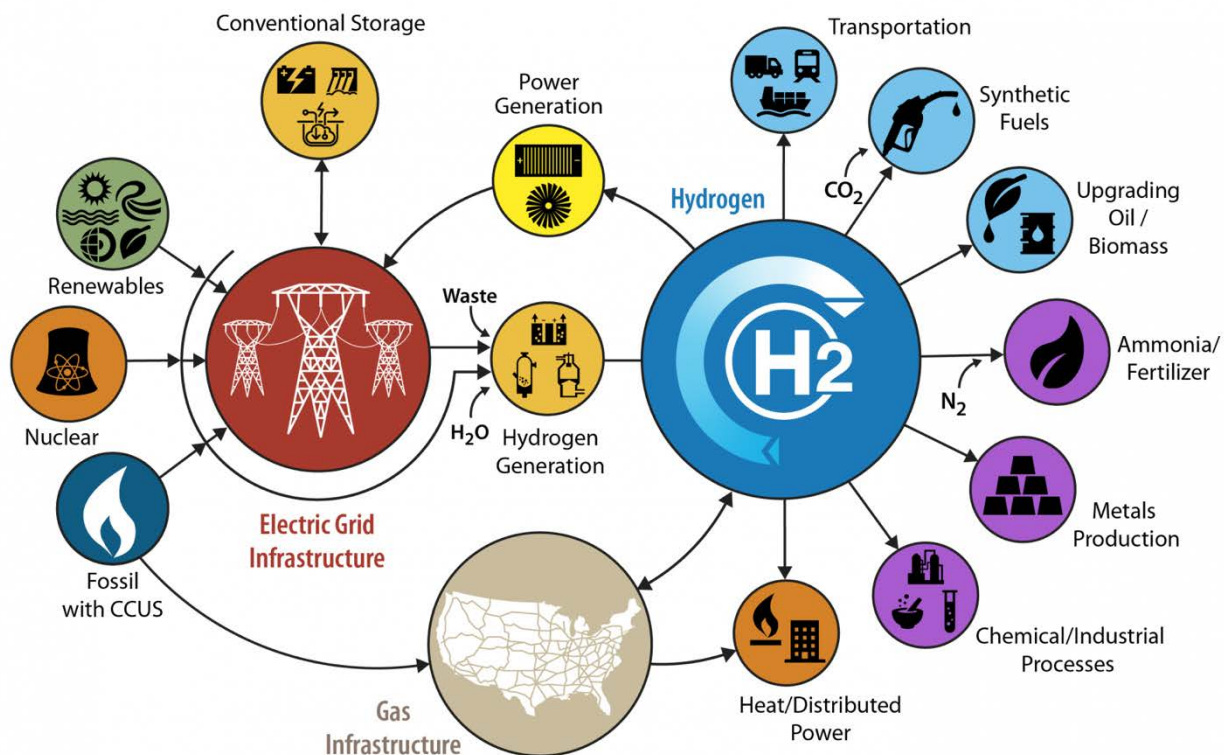 Conventional Storage
Transportation
Power
Generation
Synthetic
Fuels
CO₂
Hydrogen
Upgrading
Oil /
Biomass
Renewables
Waste
H2
Ammonia/
Fertilizer
N₂
Nuclear
H₂O
Hydrogen
Generation
Electric Grid
Infrastructure
Metals
Production
Fossil
with CCUS
Chemical/Industrial
Processes
Gas
Infrastructure
Heat/Distributed
Power